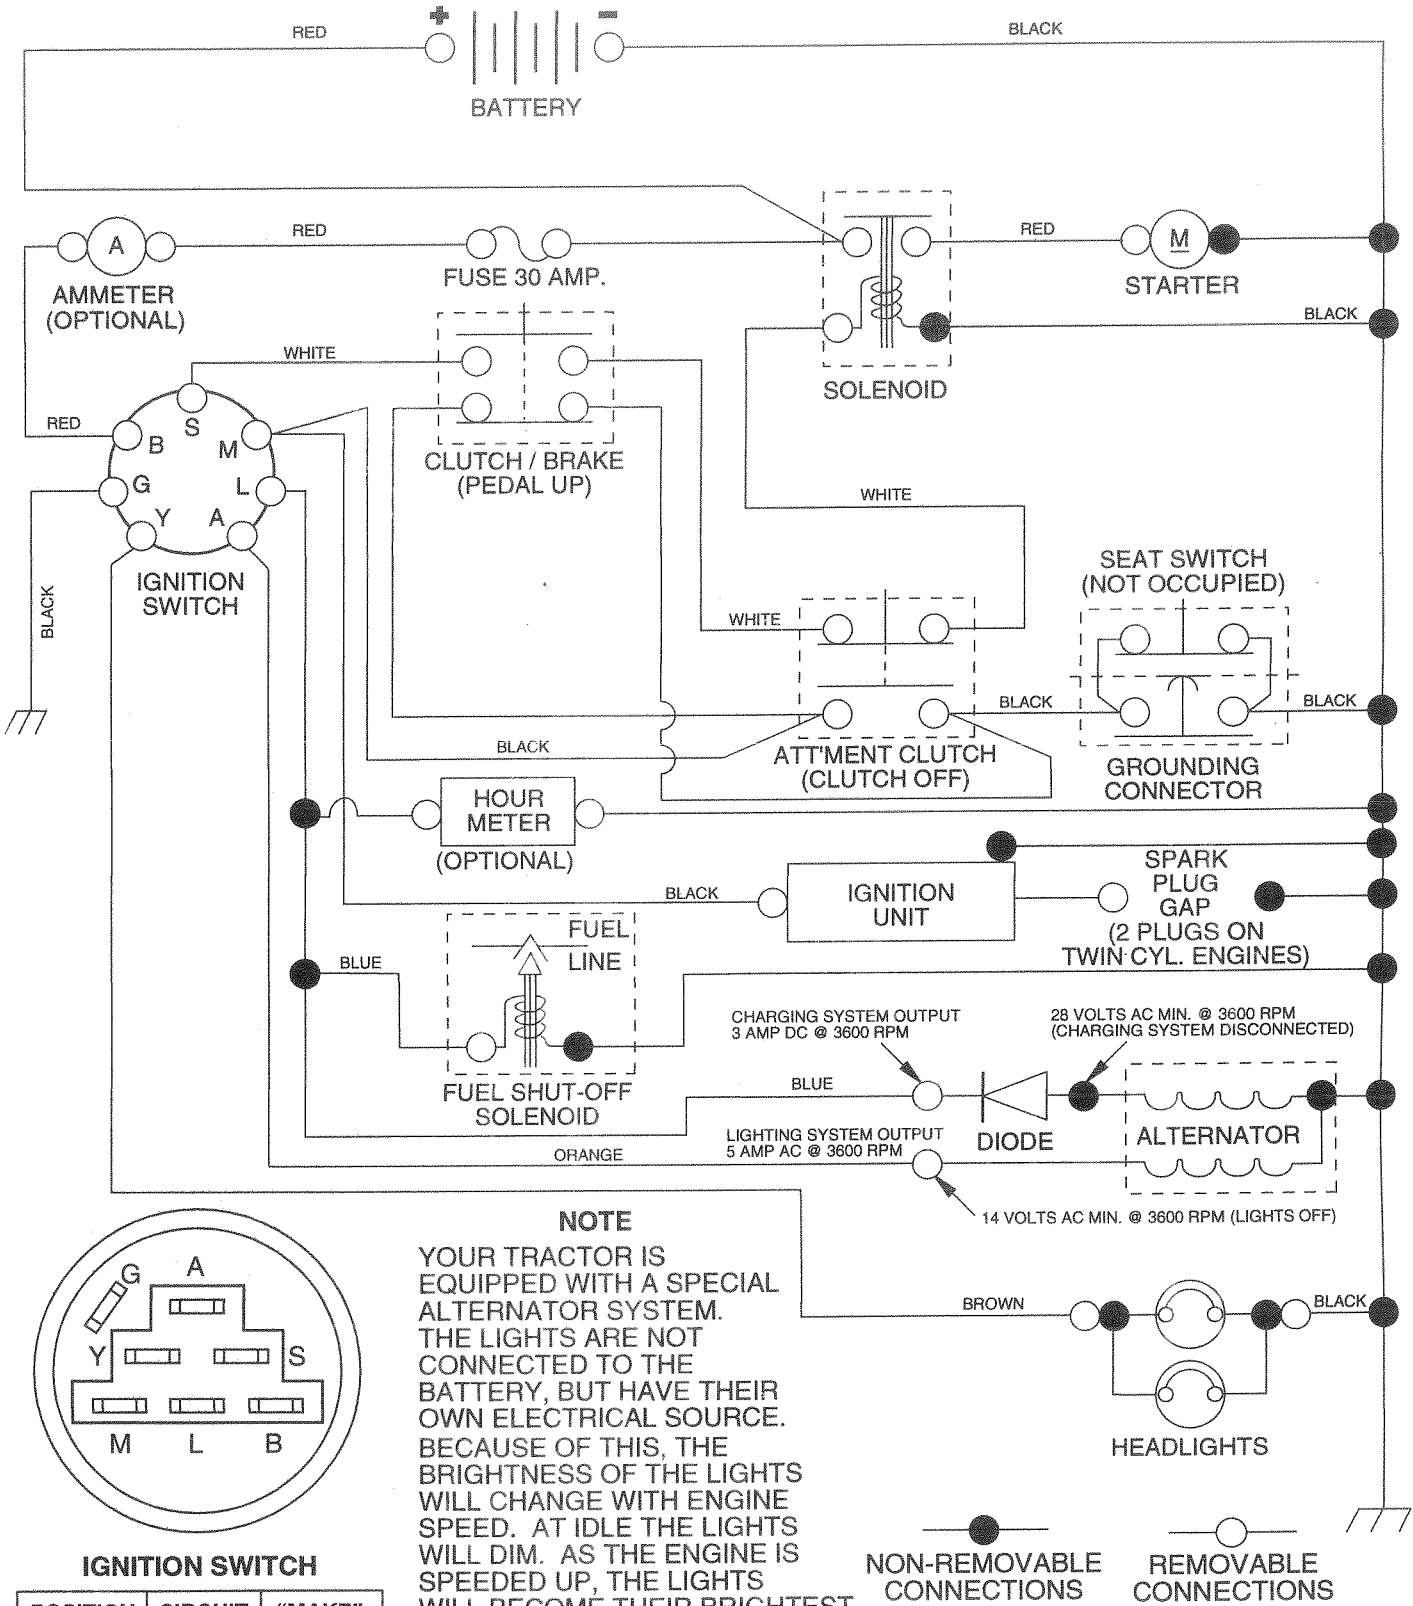 + −
RED
BLACK
BATTERY
RED
A
AMMETER
(OPTIONAL)
FUSE 30 AMP.
RED
M
STARTER
BLACK
SOLENOID
WHITE
RED
S
B
M
G
L
Y
A
IGNITION
SWITCH
BLACK
CLUTCH / BRAKE
(PEDAL UP)
WHITE
WHITE
SEAT SWITCH
(NOT OCCUPIED)
BLACK
BLACK
ATT'MENT CLUTCH
(CLUTCH OFF)
GROUNDING
CONNECTOR
BLACK
HOUR
METER
(OPTIONAL)
BLACK
IGNITION
UNIT
SPARK
PLUG
GAP
(2 PLUGS ON
TWIN CYL. ENGINES)
FUEL
LINE
BLUE
FUEL SHUT-OFF
SOLENOID
CHARGING SYSTEM OUTPUT
3 AMP DC @ 3600 RPM
28 VOLTS AC MIN. @ 3600 RPM
(CHARGING SYSTEM DISCONNECTED)
BLUE
DIODE
ALTERNATOR
LIGHTING SYSTEM OUTPUT
5 AMP AC @ 3600 RPM
ORANGE
14 VOLTS AC MIN. @ 3600 RPM (LIGHTS OFF)
BROWN
BLACK
HEADLIGHTS
G
A
Y
S
M
L
B
IGNITION SWITCH
POSITION CIRCUIT "MAKE"
NOTE
YOUR TRACTOR IS
EQUIPPED WITH A SPECIAL
ALTERNATOR SYSTEM.
THE LIGHTS ARE NOT
CONNECTED TO THE
BATTERY, BUT HAVE THEIR
OWN ELECTRICAL SOURCE.
BECAUSE OF THIS, THE
BRIGHTNESS OF THE LIGHTS
WILL CHANGE WITH ENGINE
SPEED. AT IDLE THE LIGHTS
WILL DIM. AS THE ENGINE IS
SPEEDED UP, THE LIGHTS
WILL BECOME THEIR BRIGHTEST
NON-REMOVABLE
CONNECTIONS
REMOVABLE
CONNECTIONS